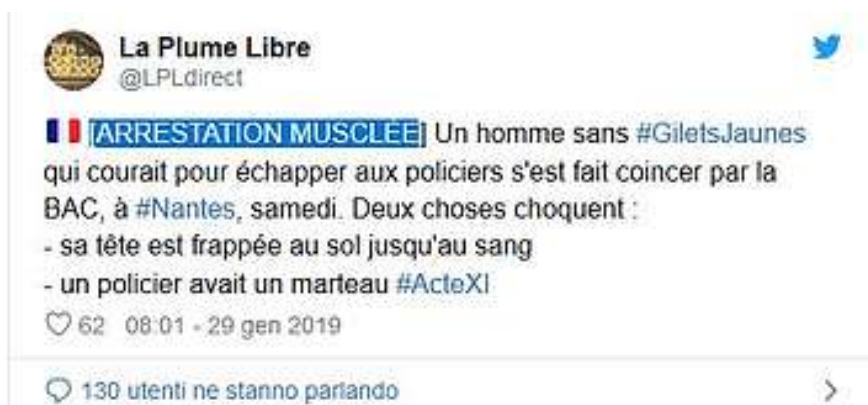 La Plume Libre
@LPLdirect
[ARRESTATION MUSCLÉE] Un homme sans #GiletsJaunes
qui courait pour échapper aux policiers s'est fait coincer par la
BAC, à #Nantes, samedi. Deux choses choquent :
- sa tête est frappée au sol jusqu'au sang
- un policier avait un marteau #ActeXI
62 08:01 - 29 gen 2019
130 utenti ne stanno parlando